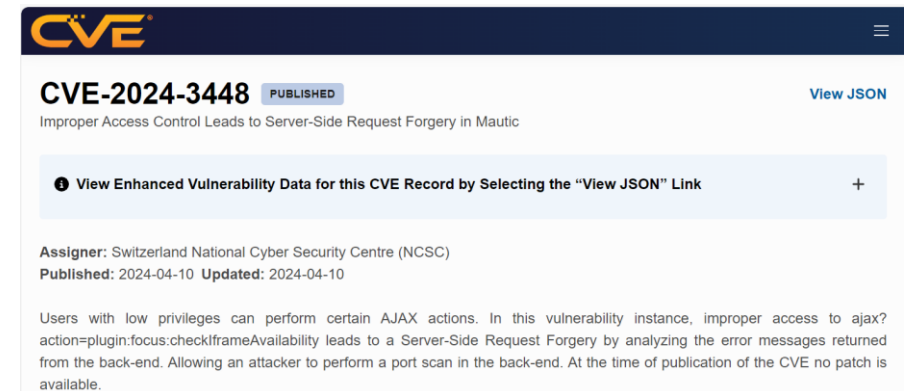 CVE®
CVE-2024-3448 PUBLISHED View JSON
Improper Access Control Leads to Server-Side Request Forgery in Mautic
View Enhanced Vulnerability Data for this CVE Record by Selecting the “View JSON” Link +
Assigner: Switzerland National Cyber Security Centre (NCSC)
Published: 2024-04-10 Updated: 2024-04-10
Users with low privileges can perform certain AJAX actions. In this vulnerability instance, improper access to ajax?
action=plugin:focus:checkIframeAvailability leads to a Server-Side Request Forgery by analyzing the error messages returned
from the back-end. Allowing an attacker to perform a port scan in the back-end. At the time of publication of the CVE no patch is
available.